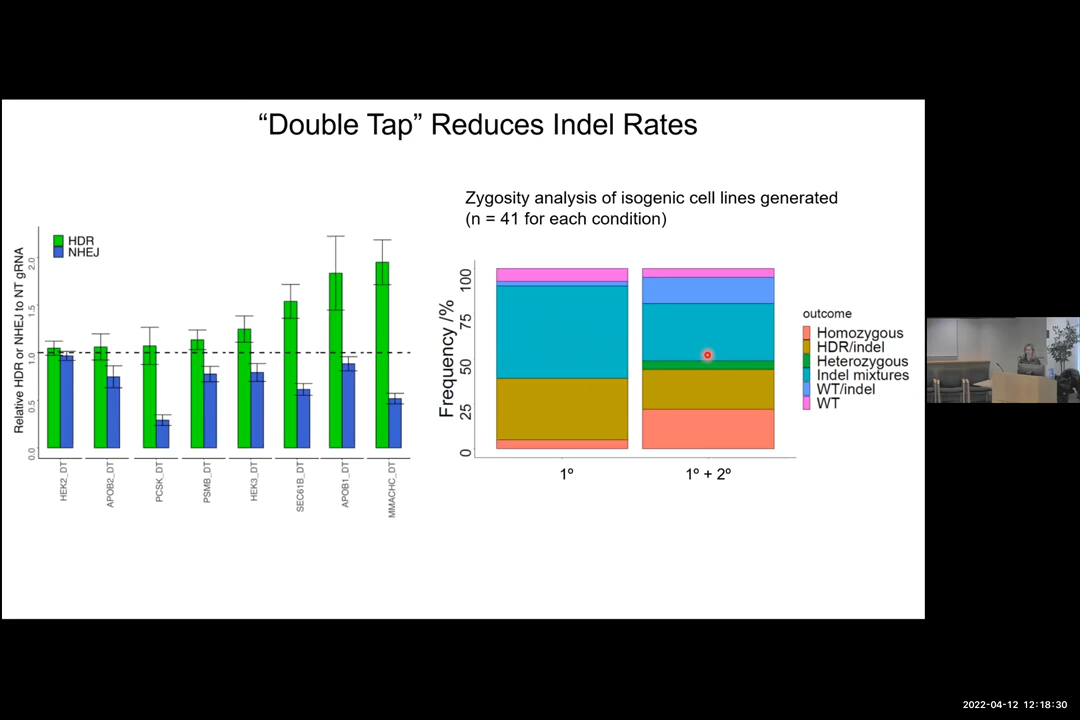 “Double Tap” Reduces Indel Rates
HDR
NHEJ
Relative HDR or NHEJ to NT gRNA
2.0
1.5
1.0
0.5
0.0
HEK2_DT
APOB2_DT
PCSK_DT
PSMB_DT
HEK3_DT
SEC61B_DT
APOB1_DT
MMACHC_DT
Zygosity analysis of isogenic cell lines generated
(n = 41 for each condition)
Frequency /%
100
75
50
25
0
1º
1º + 2º
outcome
Homozygous
HDR/indel
Heterozygous
Indel mixtures
WT/indel
WT
2022-04-12 12:18:30